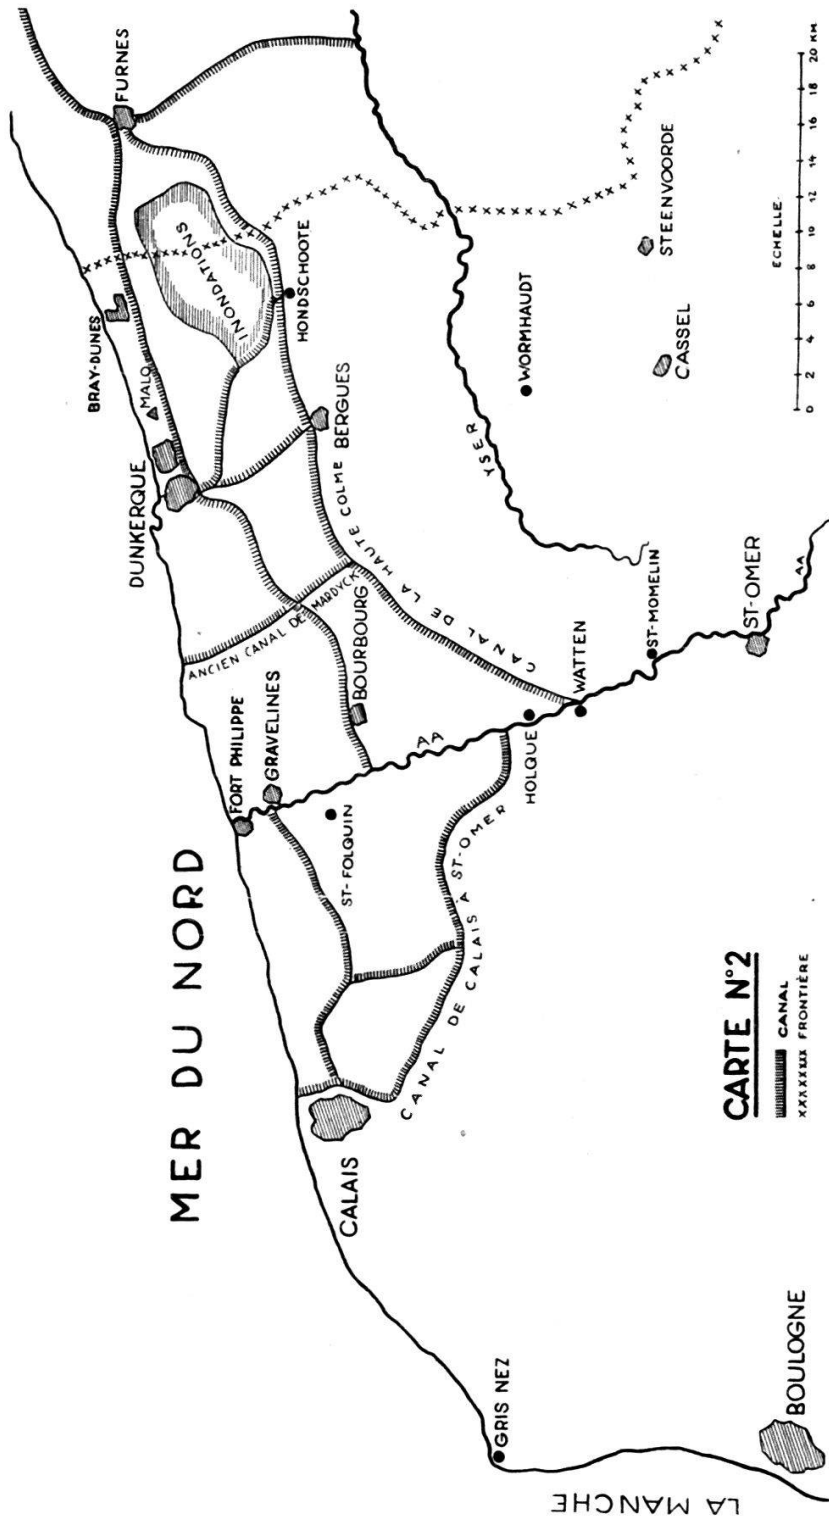 MER DU NORD
LA MANCHE
BOULOGNE
GRIS NEZ
CALAIS
CANAL DE CALAIS À ST-OMER
ST-FOLQUIN
FORT PHILIPPE
GRAVELINES
BOURBOURG
AA
HOLQUE
WATTEN
ST-MOMELIN
ST-OMER
AA
ANCIEN CANAL DE MARDYCK
CANAL DE LA HAUTE COLME
DUNKERQUE
MALO
BRAY-DUNES
BERGUES
HONDSCHOOTE
INONDATIONS
FURNES
YSER
WORMHAUDT
CASSEL
STEENVOORDE
CARTE N°2
CANAL
XXXXXXX FRONTIÈRE
ECHELLE
0 2 4 6 8 10 12 14 16 18 20 KM.